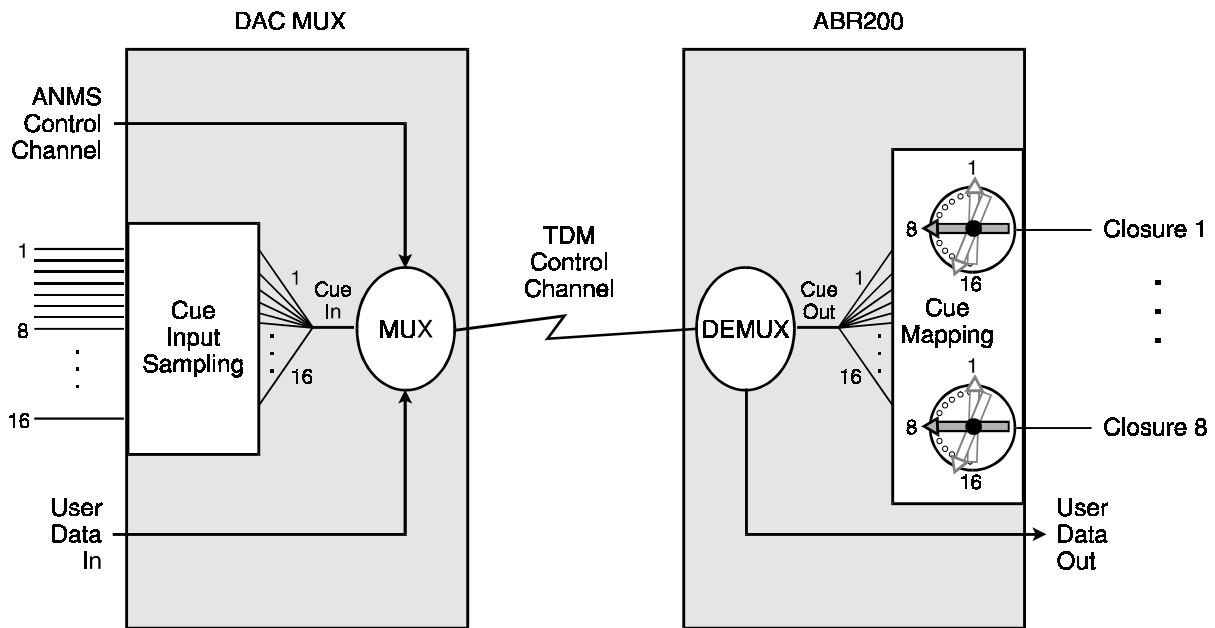 DAC MUX
ABR200
ANMS
Control
Channel
1
8
16
Cue
Input
Sampling
1
Cue
In
16
MUX
User
Data
In
TDM
Control
Channel
DEMUX
Cue
Out
1
16
Cue
Mapping
1
8
16
1
8
16
Closure 1
Closure 8
User
Data
Out